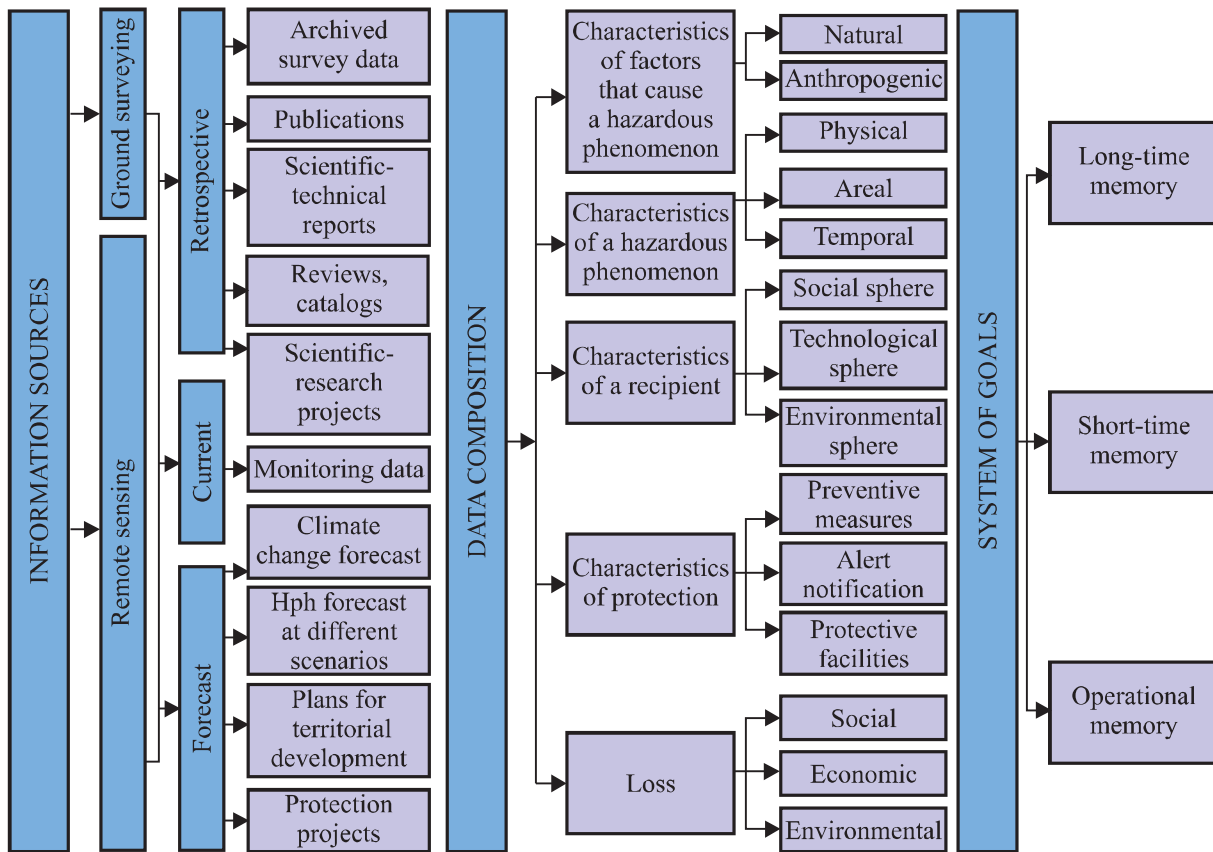 INFORMATION SOURCES
Ground surveying
Remote sensing
Retrospective
Current
Forecast
Archived
survey data
Publications
Scientific-
technical
reports
Reviews,
catalogs
Scientific-
research
projects
Monitoring data
Climate
change forecast
Hph forecast
at different
scenarios
Plans for
territorial
development
Protection
projects
DATA COMPOSITION
Characteristics
of factors
that cause
a hazardous
phenomenon
Characteristics
of a hazardous
phenomenon
Characteristics
of a recipient
Characteristics
of protection
Loss
Natural
Anthropogenic
Physical
Areal
Temporal
Social sphere
Technological
sphere
Environmental
sphere
Preventive
measures
Alert
notification
Protective
facilities
Social
Economic
Environmental
SYSTEM OF GOALS
Long-time
memory
Short-time
memory
Operational
memory